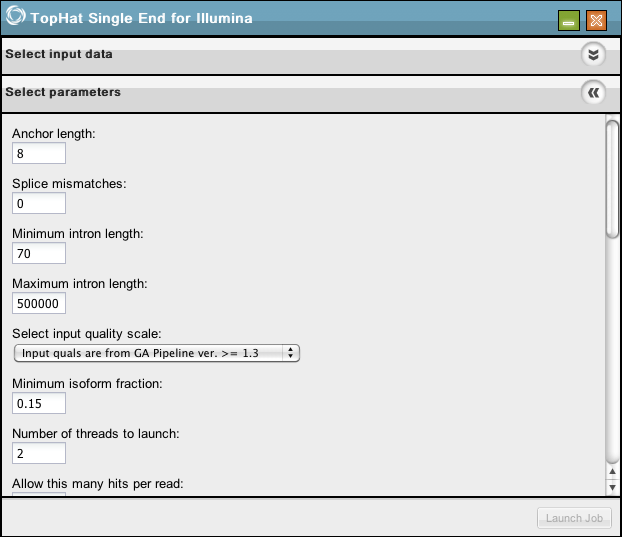 TopHat Single End for Illumina
Select input data
Select parameters
Anchor length:
8
Splice mismatches:
0
Minimum intron length:
70
Maximum intron length:
500000
Select input quality scale:
Input quals are from GA Pipeline ver. >= 1.3
Minimum isoform fraction:
0.15
Number of threads to launch:
2
Allow this many hits per read:
Launch Job